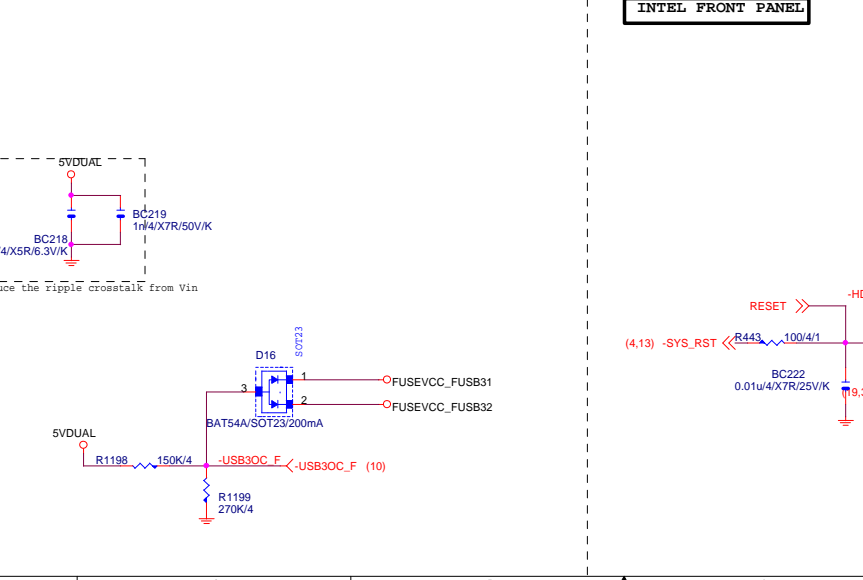 INTEL FRONT PANEL
5VDUAL
BC219
1n/4/X7R/50V/K
BC218
4/X5R/6.3V/K
uce the ripple crosstalk from Vin
-HD
RESET
(4,13) -SYS_RST
R443
100/4/1
BC222
0.01u/4/X7R/25V/K
SOT23
D16
1
FUSEVCC_FUSB31
3
2
FUSEVCC_FUSB32
BAT54A/SOT23/200mA
5VDUAL
R1198
150K/4
-USB3OC_F
-USB3OC_F (10)
R1199
270K/4